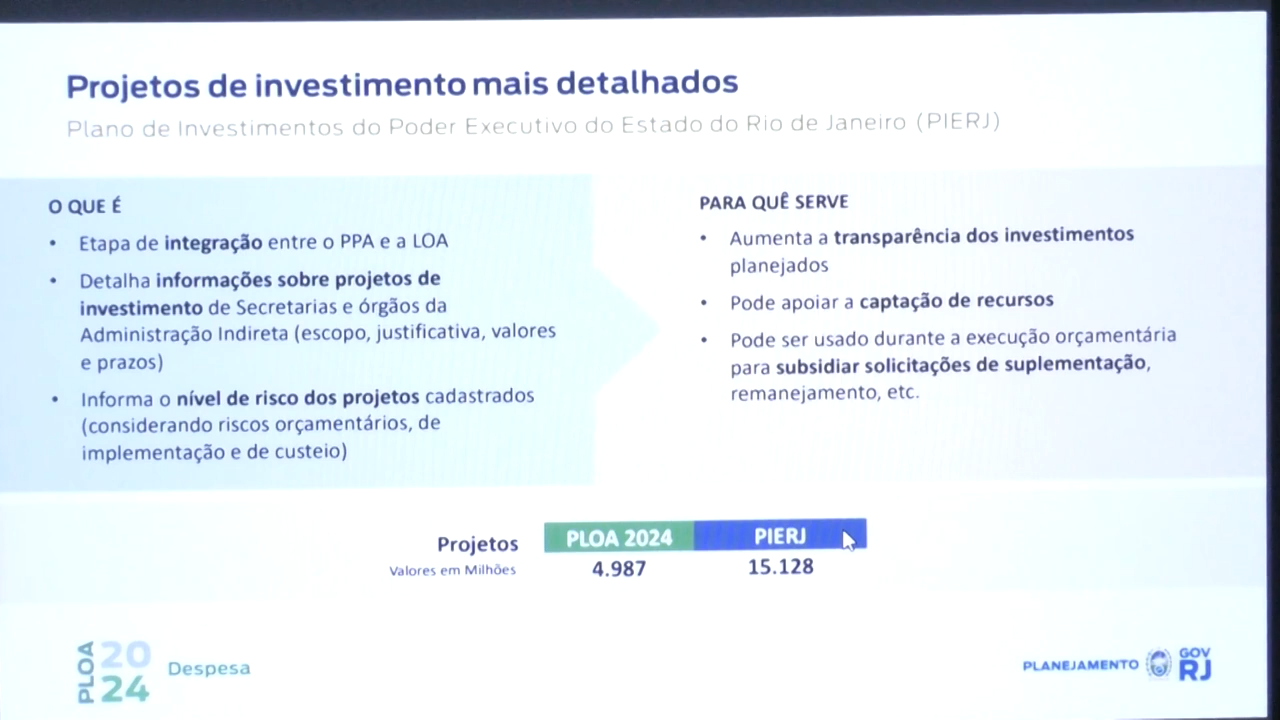 Projetos de investimento mais detalhados
Plano de Investimentos do Poder Executivo do Estado do Rio de Janeiro (PIERJ)
O QUE É
• Etapa de integração entre o PPA e a LOA
• Detalha informações sobre projetos de
investimento de Secretarias e órgãos da
Administração Indireta (escopo, justificativa, valores
e prazos)
• Informa o nível de risco dos projetos cadastrados
(considerando riscos orçamentários, de
implementação e de custeio)
PARA QUÊ SERVE
• Aumenta a transparência dos investimentos
planejados
• Pode apoiar a captação de recursos
• Pode ser usado durante a execução orçamentária
para subsidiar solicitações de suplementação,
remanejamento, etc.
Projetos
Valores em Milhões
PLOA 2024 PIERJ
4.987 15.128
PLOA 2024 Despesa
PLANEJAMENTO GOV RJ